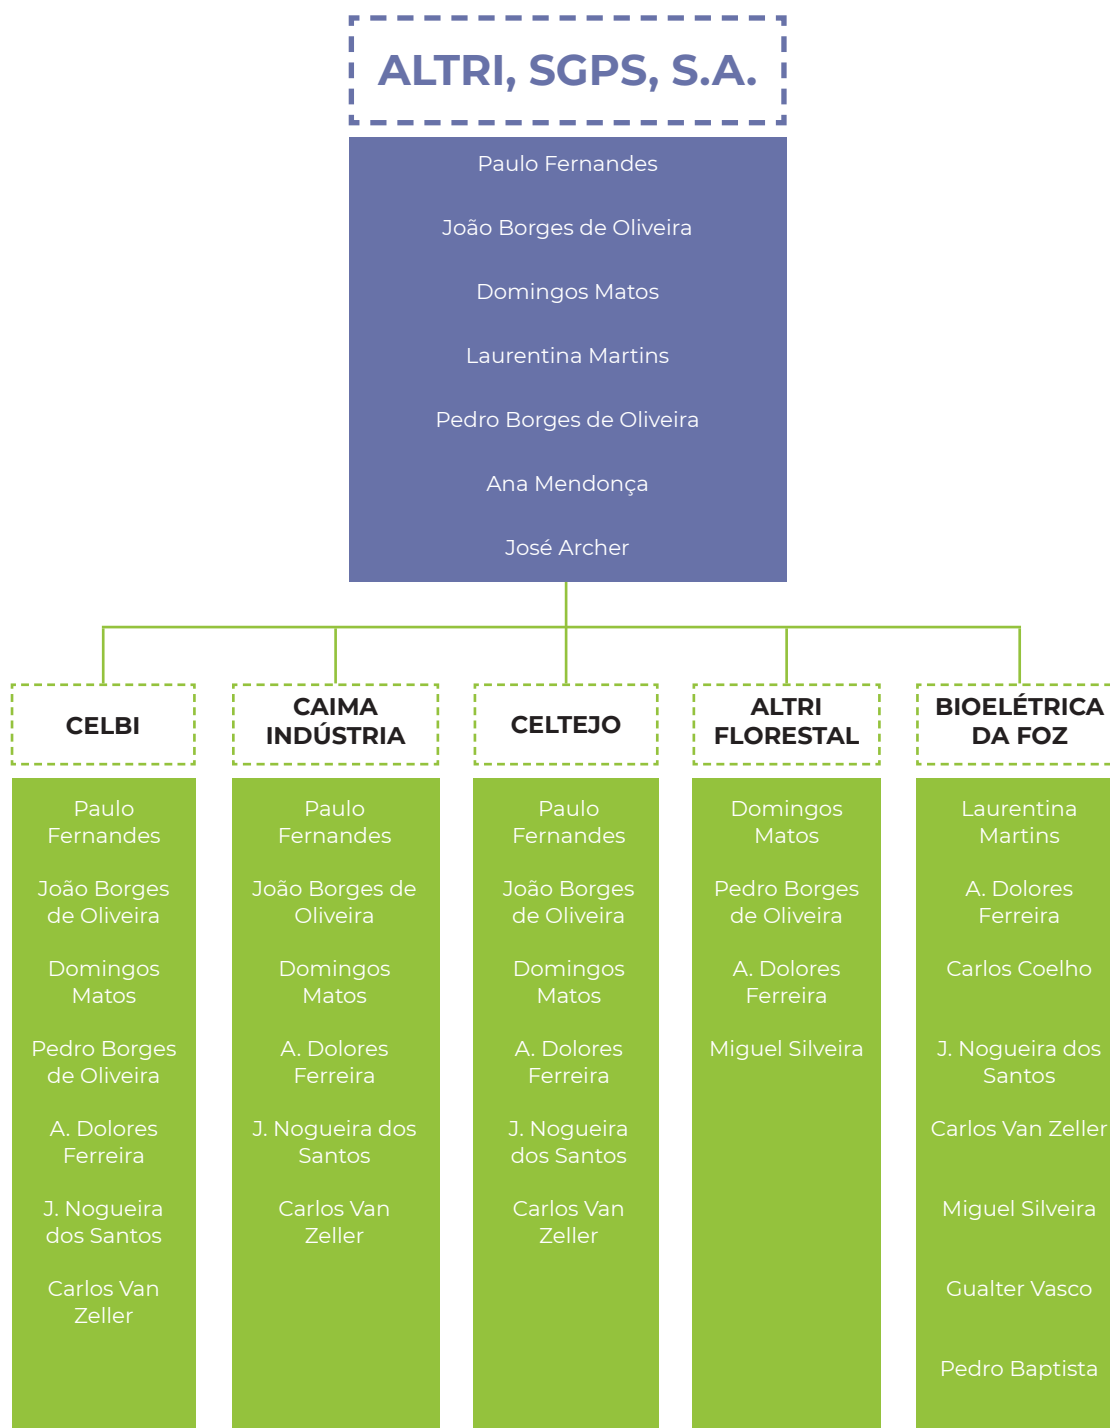 ALTRI, SGPS, S.A.
Paulo Fernandes
João Borges de Oliveira
Domingos Matos
Laurentina Martins
Pedro Borges de Oliveira
Ana Mendonça
José Archer
CELBI
Paulo
Fernandes
João Borges
de Oliveira
Domingos
Matos
Pedro Borges
de Oliveira
A. Dolores
Ferreira
J. Nogueira
dos Santos
Carlos Van
Zeller
CAIMA
INDÚSTRIA
Paulo
Fernandes
João Borges de
Oliveira
Domingos
Matos
A. Dolores
Ferreira
J. Nogueira dos
Santos
Carlos Van
Zeller
CELTEJO
Paulo
Fernandes
João Borges
de Oliveira
Domingos
Matos
A. Dolores
Ferreira
J. Nogueira
dos Santos
Carlos Van
Zeller
ALTRI
FLORESTAL
Domingos
Matos
Pedro Borges
de Oliveira
A. Dolores
Ferreira
Miguel Silveira
BIOELÉTRICA
DA FOZ
Laurentina
Martins
A. Dolores
Ferreira
Carlos Coelho
J. Nogueira dos
Santos
Carlos Van Zeller
Miguel Silveira
Gualter Vasco
Pedro Baptista